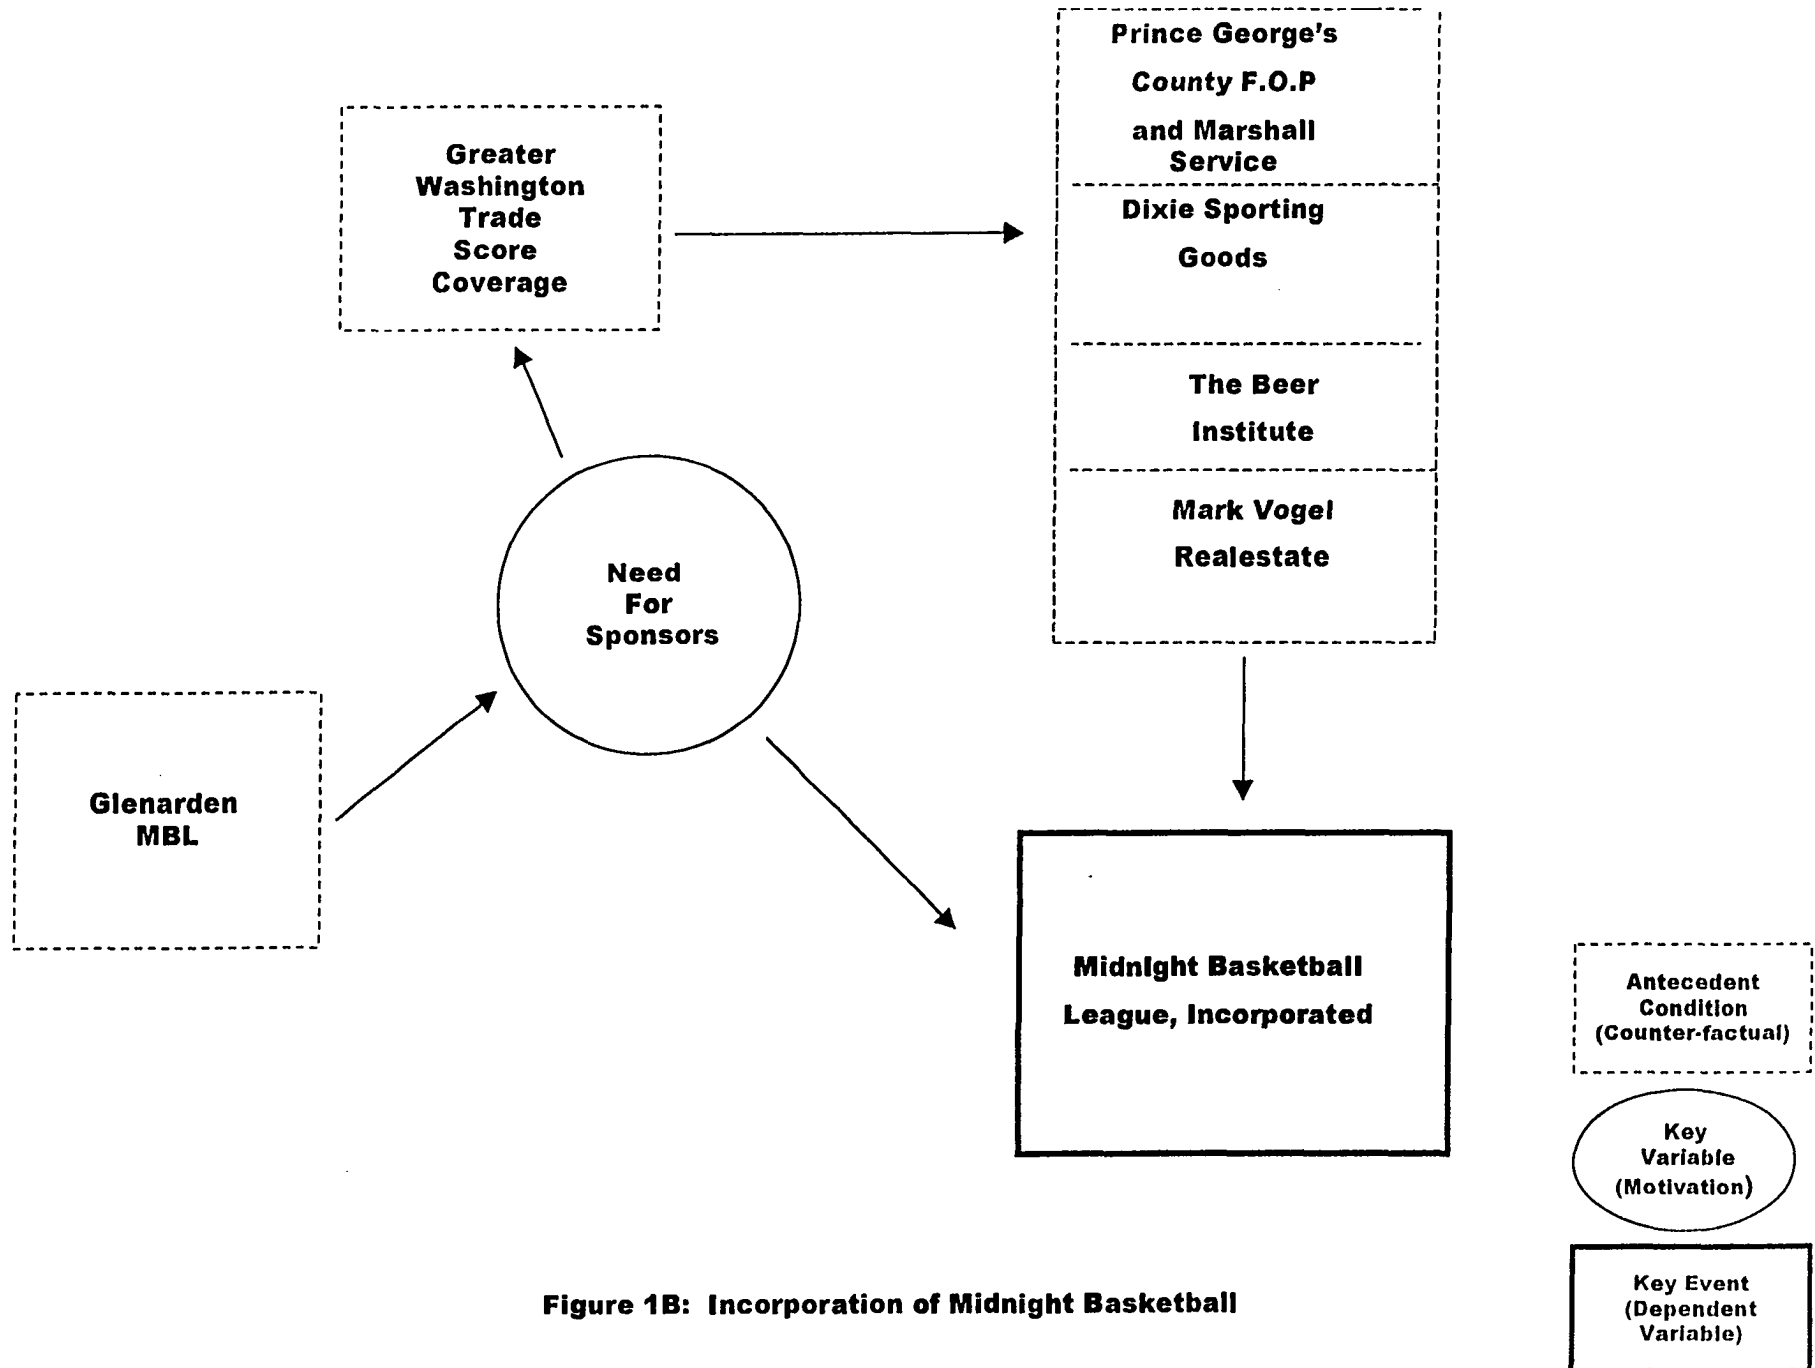 Prince George's
County F.O.P
and Marshall
Service
Dixie Sporting
Goods
The Beer
Institute
Mark Vogel
Realestate
Greater
Washington
Trade
Score
Coverage
Need
For
Sponsors
Glenarden
MBL
Midnight Basketball
League, Incorporated
Antecedent
Condition
(Counter-factual)
Key
Variable
(Motivation)
Key Event
(Dependent
Variable)
Figure 1B: Incorporation of Midnight Basketball